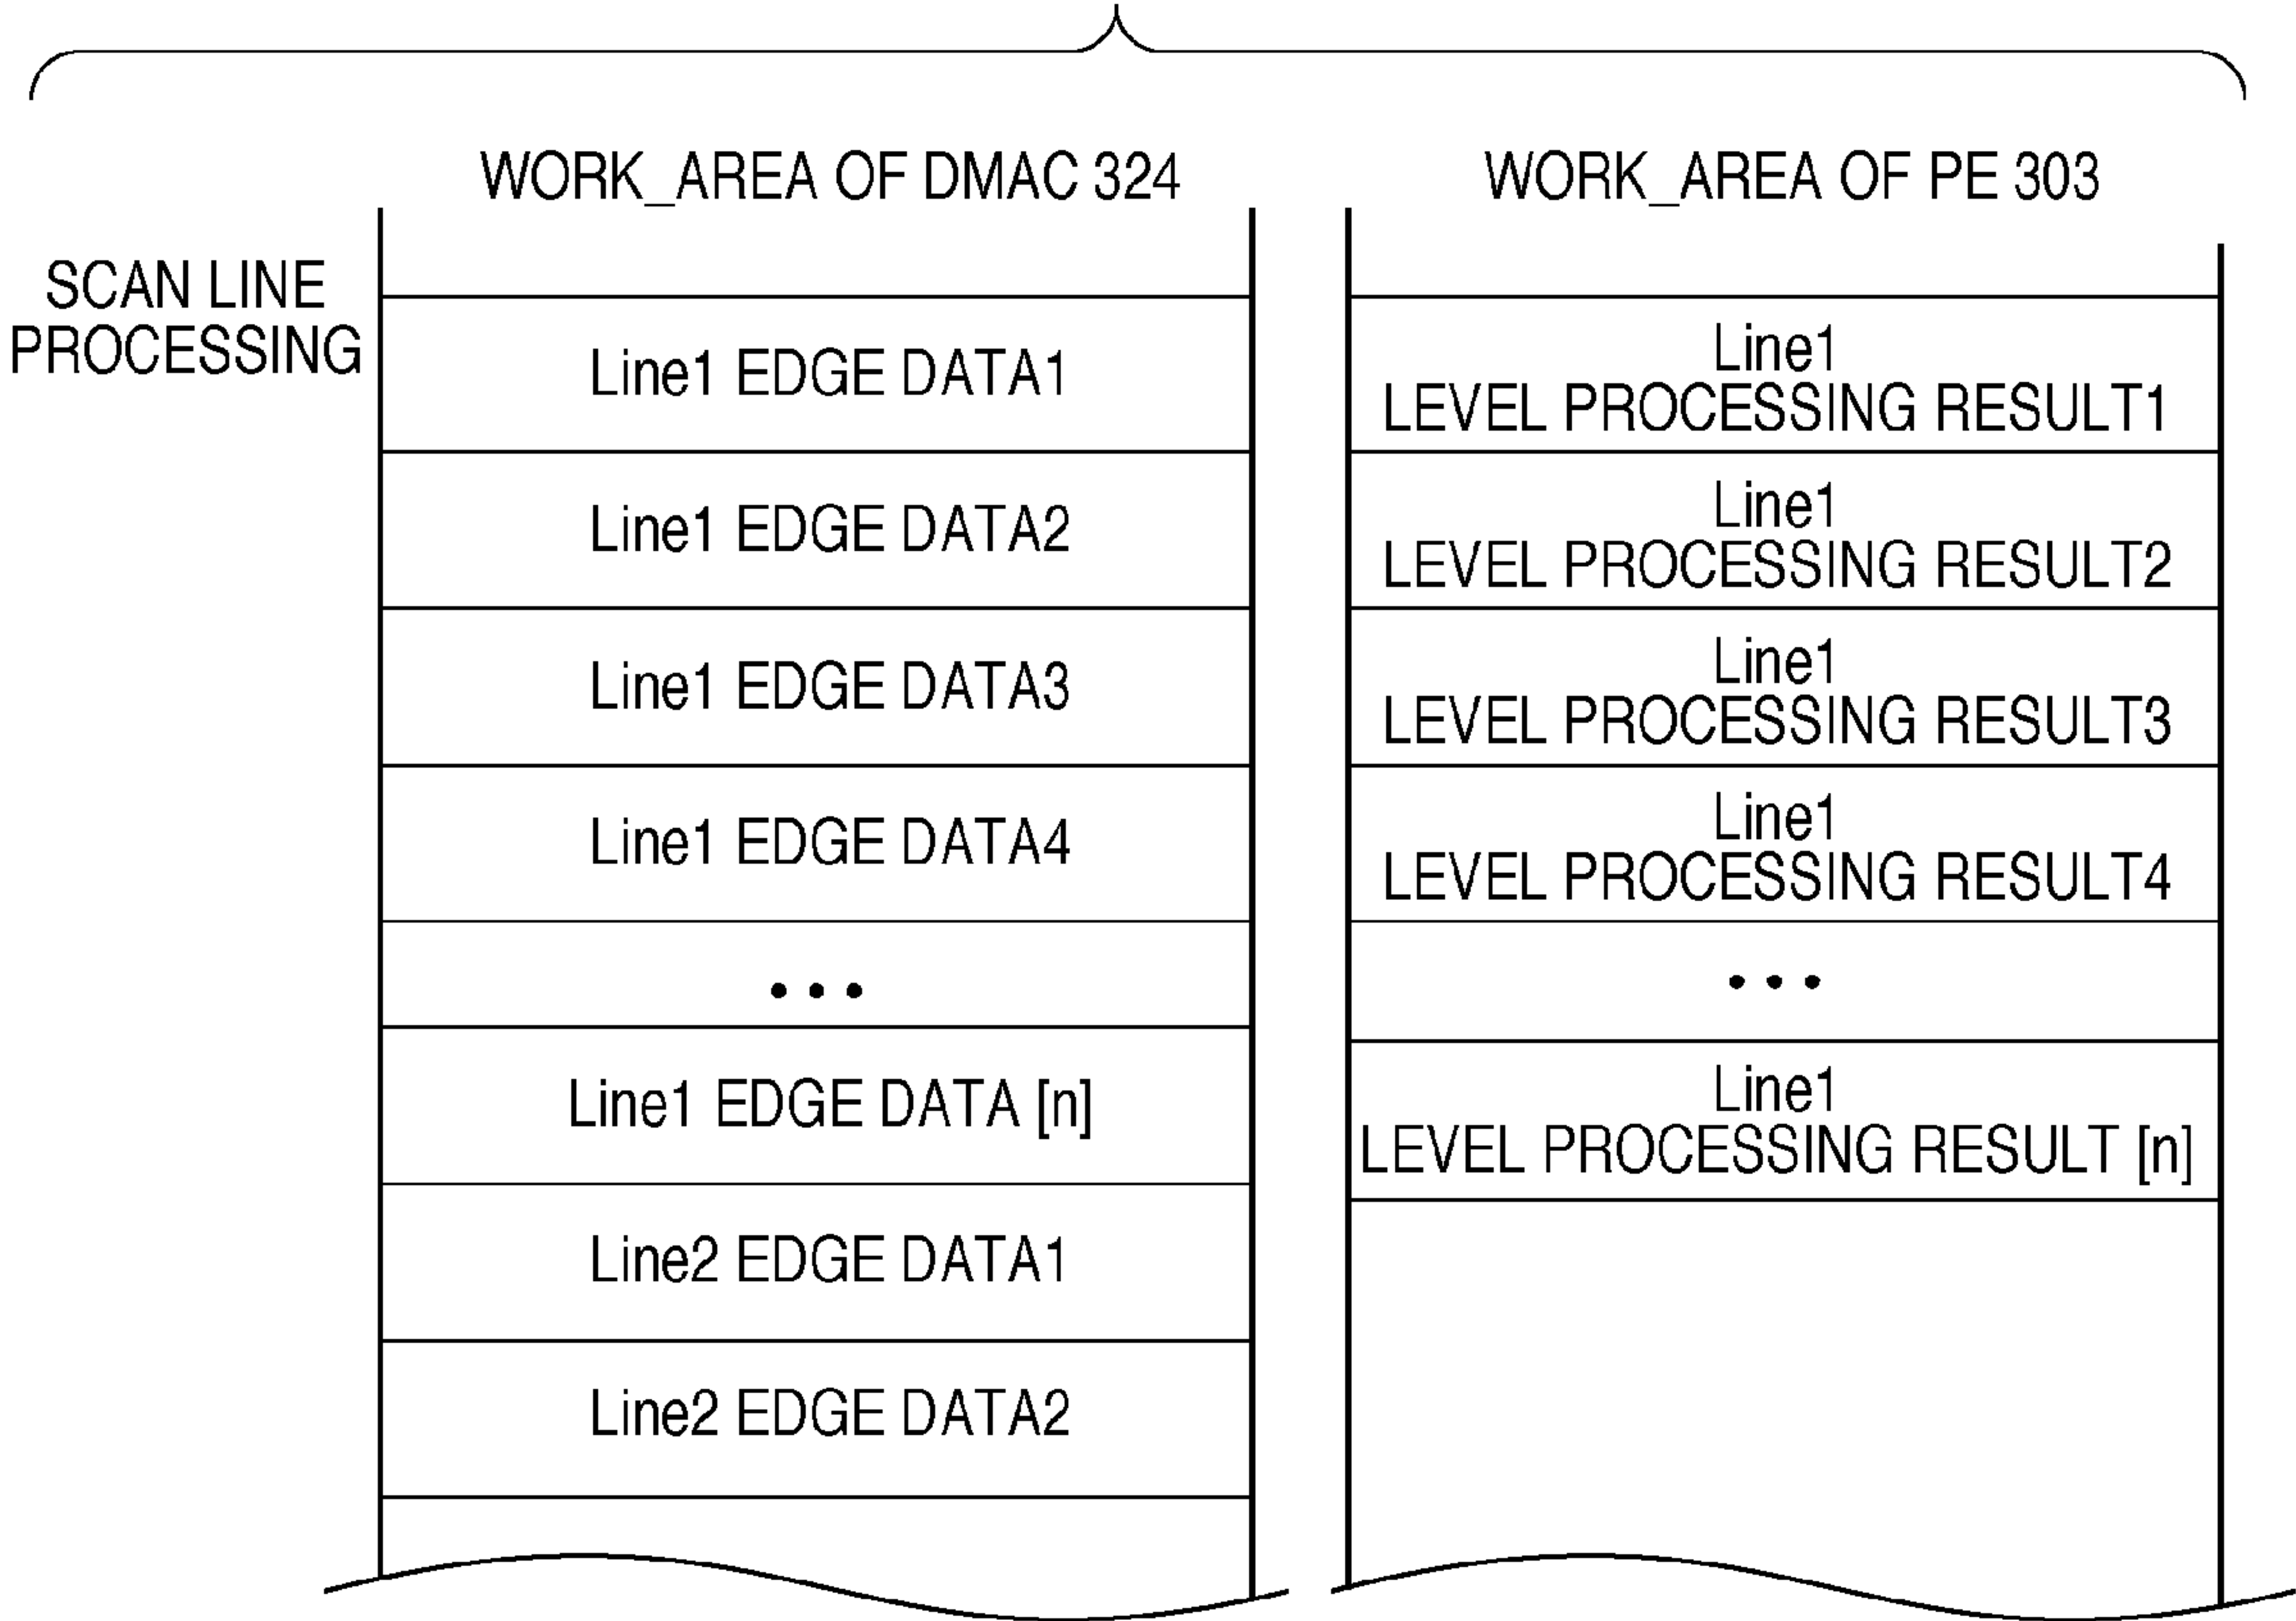 WORK_AREA OF DMAC 324
WORK_AREA OF PE 303
SCAN LINE
PROCESSING
Line1 EDGE DATA1
Line1 EDGE DATA2
Line1 EDGE DATA3
Line1 EDGE DATA4
• • •
Line1 EDGE DATA [n]
Line2 EDGE DATA1
Line2 EDGE DATA2
Line1
LEVEL PROCESSING RESULT1
Line1
LEVEL PROCESSING RESULT2
Line1
LEVEL PROCESSING RESULT3
Line1
LEVEL PROCESSING RESULT4
• • •
Line1
LEVEL PROCESSING RESULT [n]